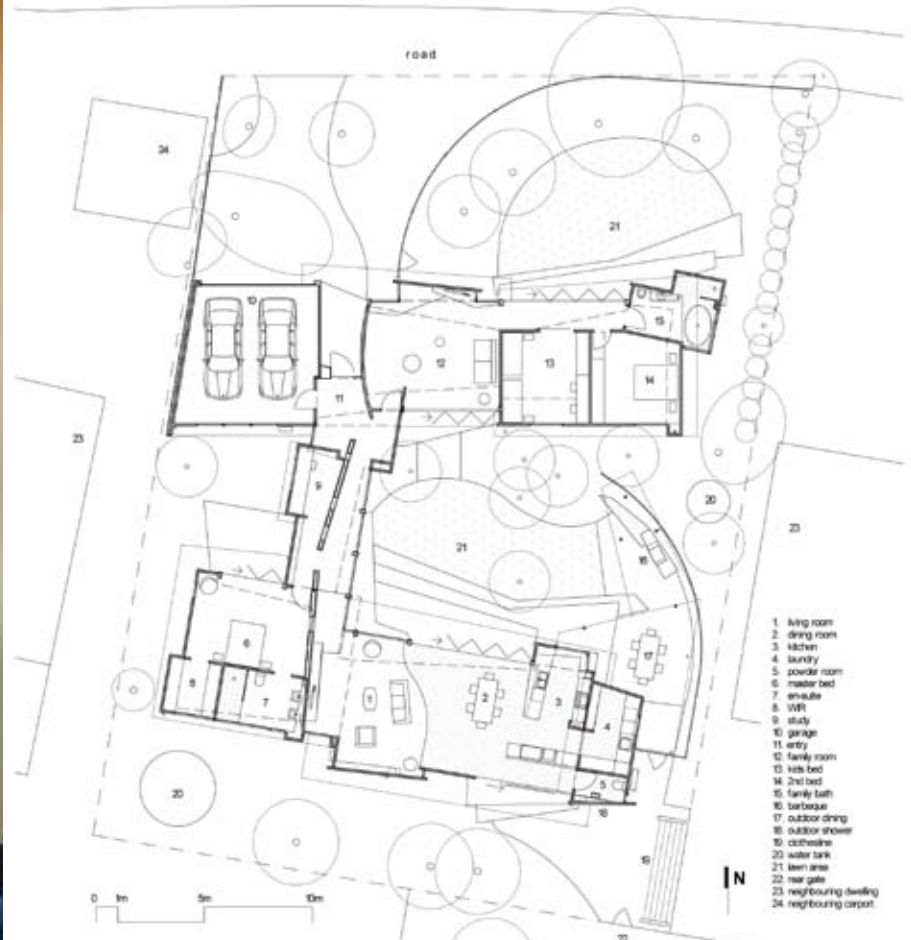 road
24
21
10
15
12
13
14
11
23
9
20
23
16
21
17
6
1
2
3
8
7
4
5
20
18
19
N
0 1m 5m 10m
22
1. living room
2. dining room
3. kitchen
4. laundry
5. powder room
6. master bed
7. en-suite
8. WIR
9. study
10. garage
11. entry
12. family room
13. kids bed
14. 2nd bed
15. family bath
16. barbeque
17. outdoor dining
18. outdoor shower
19. clothesline
20. water tank
21. lawn area
22. rear gate
23. neighbouring dwelling
24. neighbouring carport